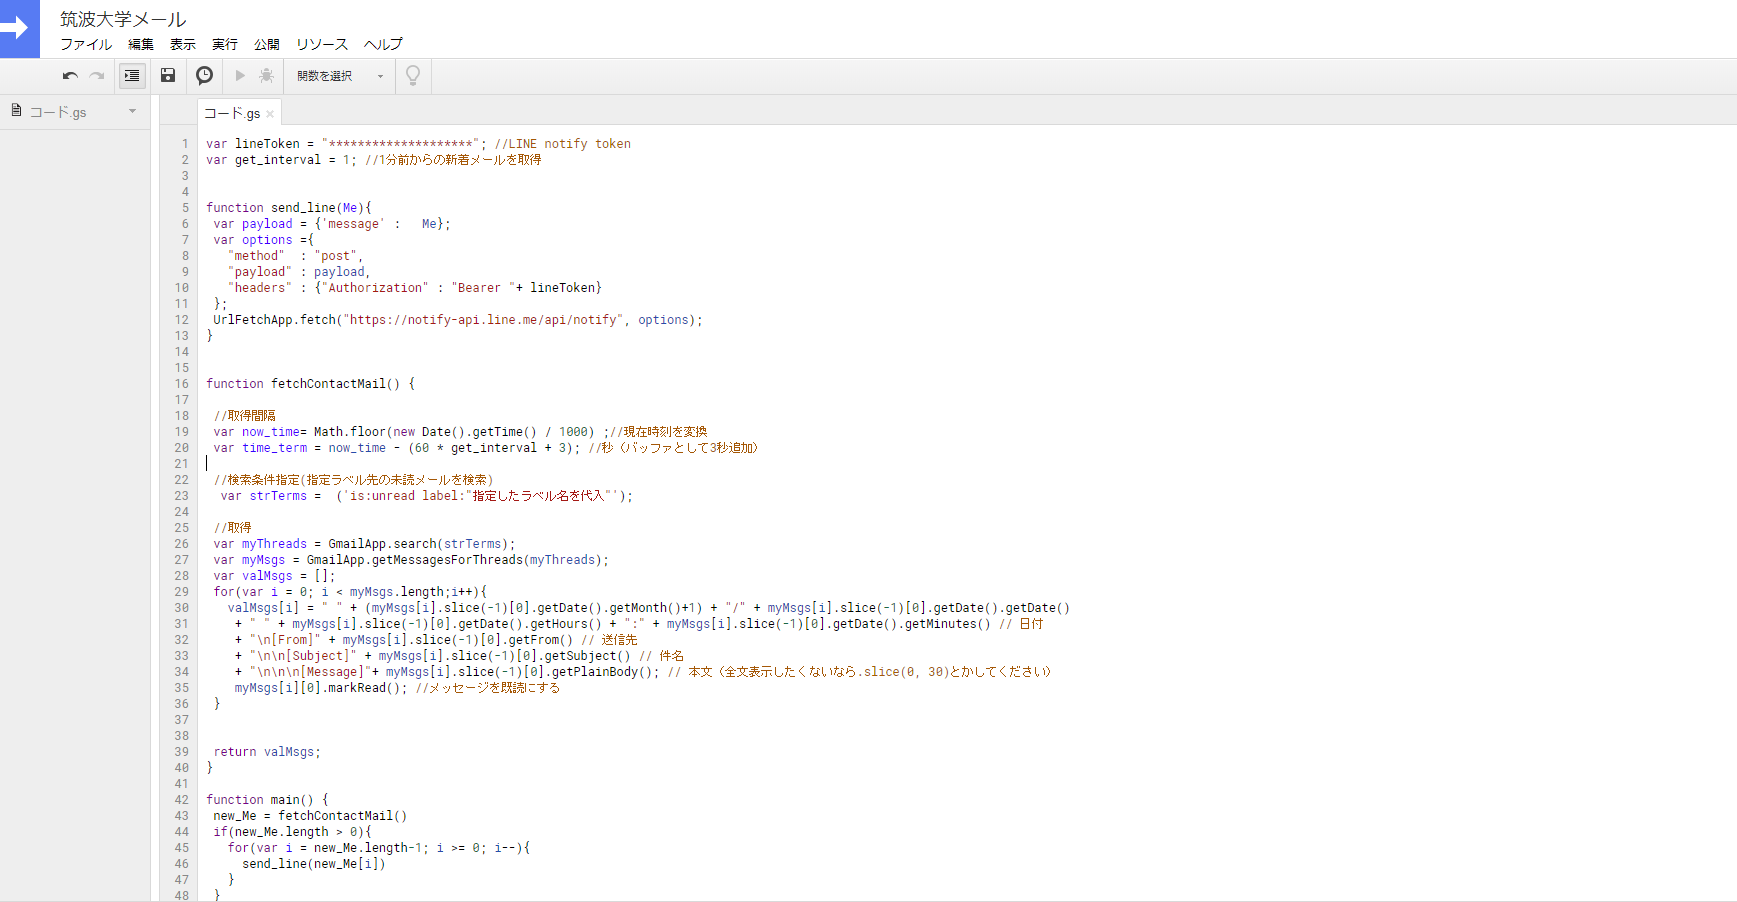 筑波大学メール
ファイル 編集 表示 実行 公開 リソース ヘルプ
関数を選択
コード.gs
コード.gs ×
1 var lineToken = "********************"; //LINE notify token
2 var get_interval = 1; //1分前からの新着メールを取得
3
4
5 function send_line(Me){
6  var payload = {'message' :   Me};
7  var options ={
8    "method"  : "post",
9    "payload" : payload,
10    "headers" : {"Authorization" : "Bearer "+ lineToken}
11  };
12  UrlFetchApp.fetch("https://notify-api.line.me/api/notify", options);
13 }
14
15
16 function fetchContactMail() {
17
18  //取得間隔
19  var now_time= Math.floor(new Date().getTime() / 1000) ;//現在時刻を変換
20  var time_term = now_time - (60 * get_interval + 3); //秒（バッファとして3秒追加）
21
22  //検索条件指定(指定ラベル先の未読メールを検索)
23   var strTerms =  ('is:unread label:"指定したラベル名を代入"');
24
25  //取得
26  var myThreads = GmailApp.search(strTerms);
27  var myMsgs = GmailApp.getMessagesForThreads(myThreads);
28  var valMsgs = [];
29  for(var i = 0; i < myMsgs.length;i++){
30    valMsgs[i] = " " + (myMsgs[i].slice(-1)[0].getDate().getMonth()+1) + "/" + myMsgs[i].slice(-1)[0].getDate().getDate()
31     + " " + myMsgs[i].slice(-1)[0].getDate().getHours() + ":" + myMsgs[i].slice(-1)[0].getDate().getMinutes() // 日付
32     + "\n[From]" + myMsgs[i].slice(-1)[0].getFrom() // 送信先
33     + "\n\n[Subject]" + myMsgs[i].slice(-1)[0].getSubject() // 件名
34     + "\n\n\n[Message]"+ myMsgs[i].slice(-1)[0].getPlainBody(); // 本文（全文表示したくないなら.slice(0, 30)とかしてください）
35     myMsgs[i][0].markRead(); //メッセージを既読にする
36  }
37
38
39  return valMsgs;
40 }
41
42 function main() {
43  new_Me = fetchContactMail()
44  if(new_Me.length > 0){
45    for(var i = new_Me.length-1; i >= 0; i--){
46      send_line(new_Me[i])
47    }
48  }